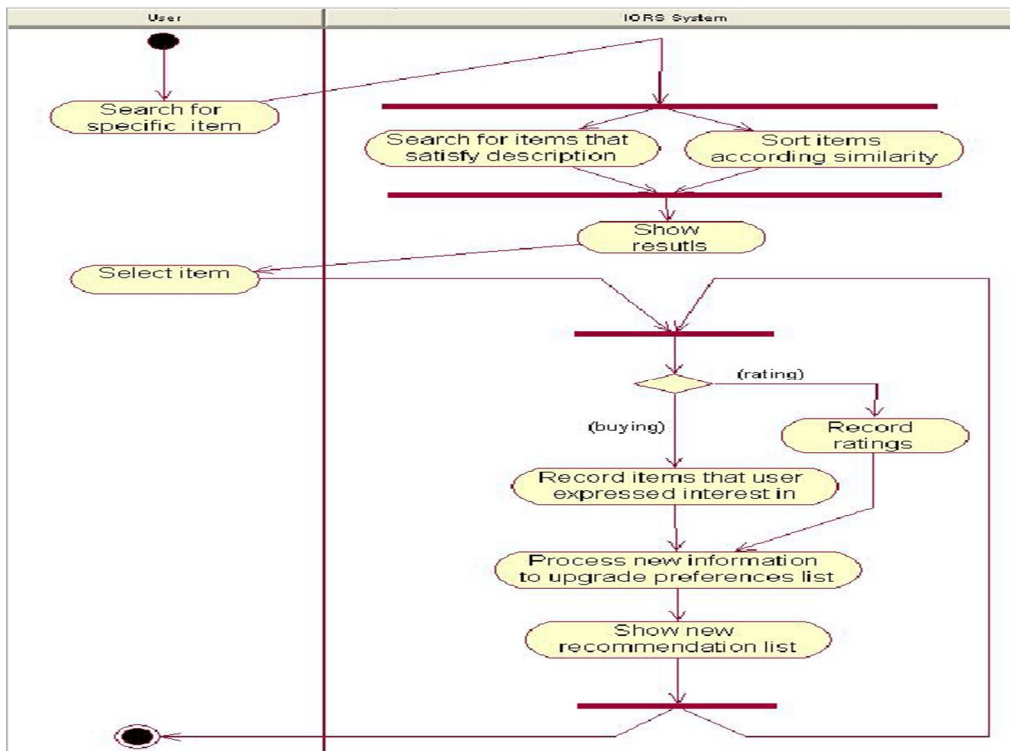 User
IORS System
Search for
specific item
Search for items that
satisfy description
Sort items
according similarity
Show
resutls
Select item
(rating)
(buying)
Record
ratings
Record items that user
expressed interest in
Process new information
to upgrade preferences list
Show new
recommendation list